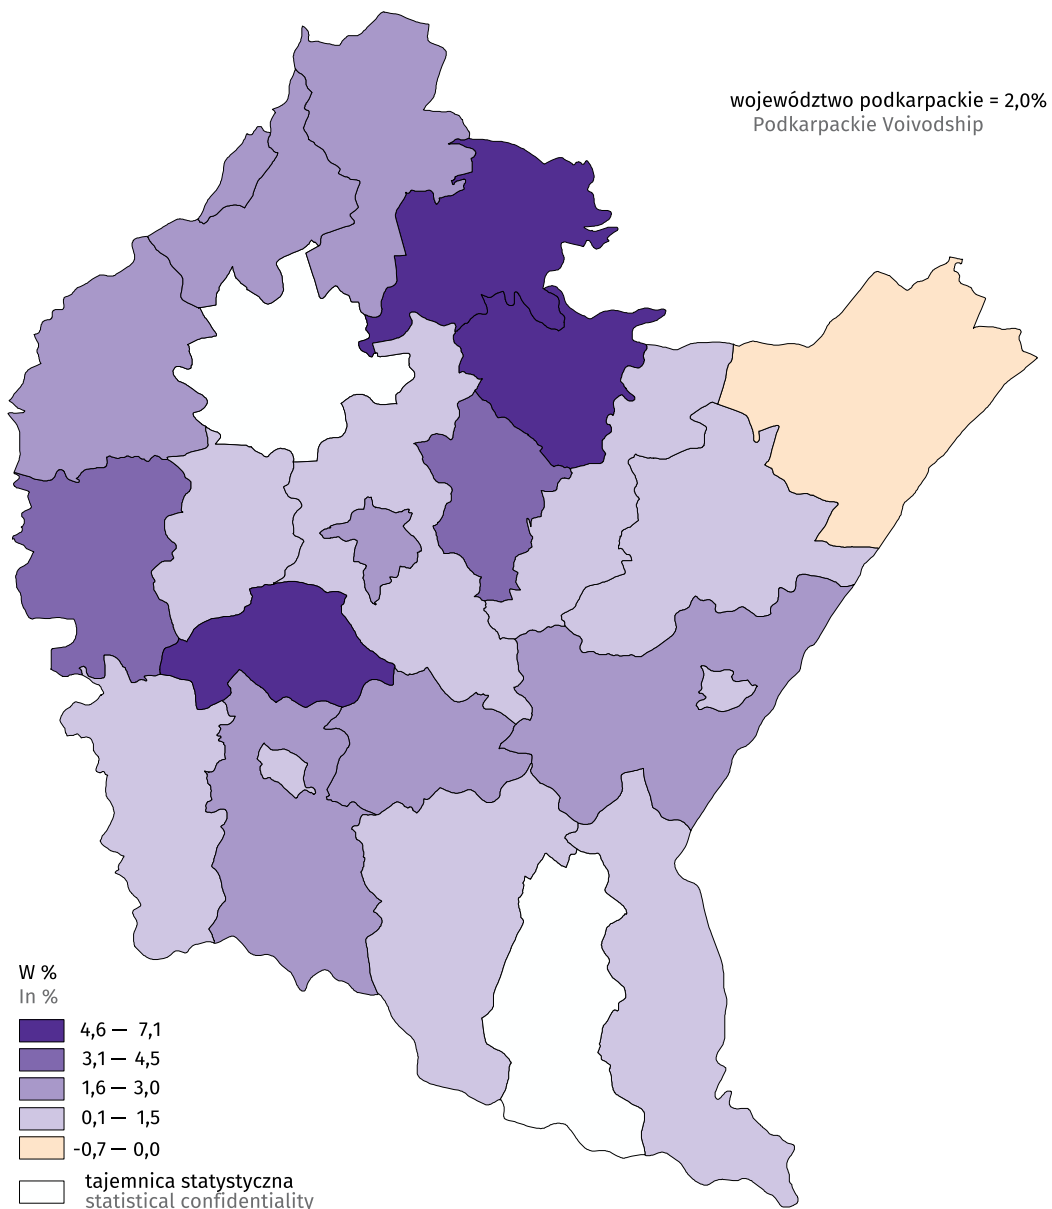 województwo podkarpackie = 2,0%
Podkarpackie Voivodship
W %
In %
4,6 — 7,1
3,1 — 4,5
1,6 — 3,0
0,1 — 1,5
-0,7 — 0,0
tajemnica statystyczna
statistical confidentiality